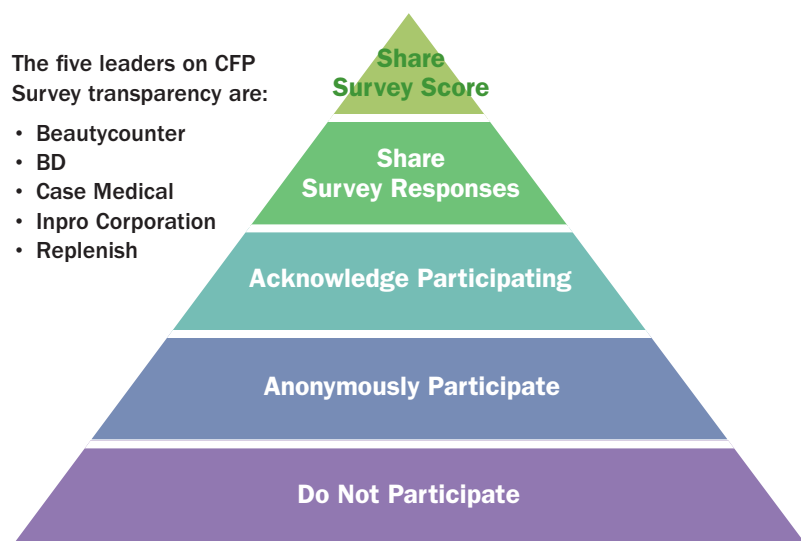 The five leaders on CFP
Survey transparency are:
• Beautycounter
• BD
• Case Medical
• Inpro Corporation
• Replenish
Share
Survey Score
Share
Survey Responses
Acknowledge Participating
Anonymously Participate
Do Not Participate